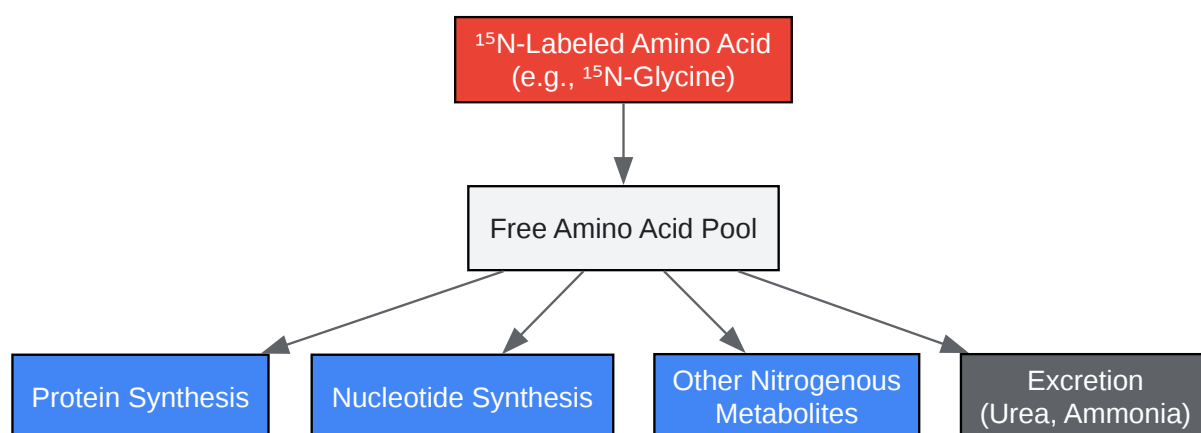 ¹⁵N-Labeled Amino Acid
(e.g., ¹⁵N-Glycine)
Free Amino Acid Pool
Protein Synthesis
Nucleotide Synthesis
Other Nitrogenous
Metabolites
Excretion
(Urea, Ammonia)